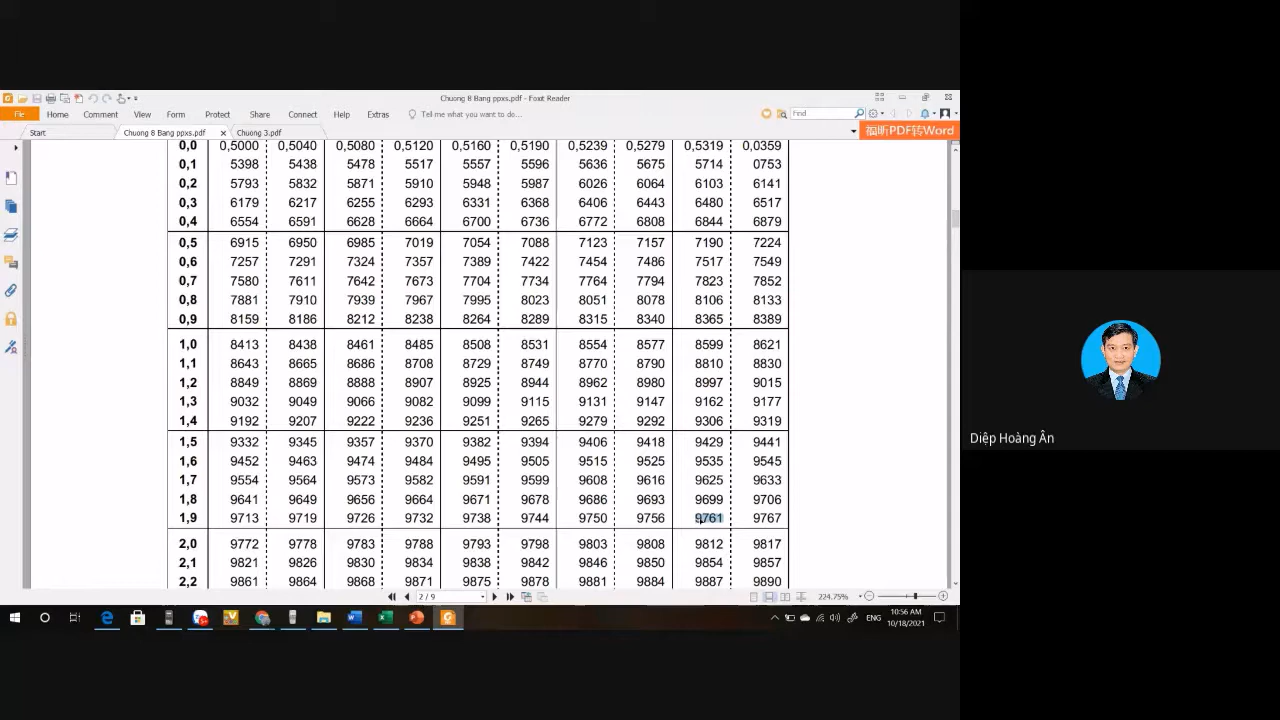 Chuong 8 Bang ppxs.pdf - Foxit Reader
File Home Comment View Form Protect Share Connect Help Extras Tell me what you want to do... Find
Start Chuong 8 Bang ppxs.pdf Chuong 3.pdf 福昕PDF转Word
0,0 0,5000 0,5040 0,5080 0,5120 0,5160 0,5190 0,5239 0,5279 0,5319 0,0359
0,1 5398 5438 5478 5517 5557 5596 5636 5675 5714 0753
0,2 5793 5832 5871 5910 5948 5987 6026 6064 6103 6141
0,3 6179 6217 6255 6293 6331 6368 6406 6443 6480 6517
0,4 6554 6591 6628 6664 6700 6736 6772 6808 6844 6879
0,5 6915 6950 6985 7019 7054 7088 7123 7157 7190 7224
0,6 7257 7291 7324 7357 7389 7422 7454 7486 7517 7549
0,7 7580 7611 7642 7673 7704 7734 7764 7794 7823 7852
0,8 7881 7910 7939 7967 7995 8023 8051 8078 8106 8133
0,9 8159 8186 8212 8238 8264 8289 8315 8340 8365 8389
1,0 8413 8438 8461 8485 8508 8531 8554 8577 8599 8621
1,1 8643 8665 8686 8708 8729 8749 8770 8790 8810 8830
1,2 8849 8869 8888 8907 8925 8944 8962 8980 8997 9015
1,3 9032 9049 9066 9082 9099 9115 9131 9147 9162 9177
1,4 9192 9207 9222 9236 9251 9265 9279 9292 9306 9319
1,5 9332 9345 9357 9370 9382 9394 9406 9418 9429 9441
1,6 9452 9463 9474 9484 9495 9505 9515 9525 9535 9545
1,7 9554 9564 9573 9582 9591 9599 9608 9616 9625 9633
1,8 9641 9649 9656 9664 9671 9678 9686 9693 9699 9706
1,9 9713 9719 9726 9732 9738 9744 9750 9756 9761 9767
2,0 9772 9778 9783 9788 9793 9798 9803 9808 9812 9817
2,1 9821 9826 9830 9834 9838 9842 9846 9850 9854 9857
2,2 9861 9864 9868 9871 9875 9878 9881 9884 9887 9890
2 / 9 224.75%
ENG 10:56 AM
10/18/2021
Diệp Hoàng Ân